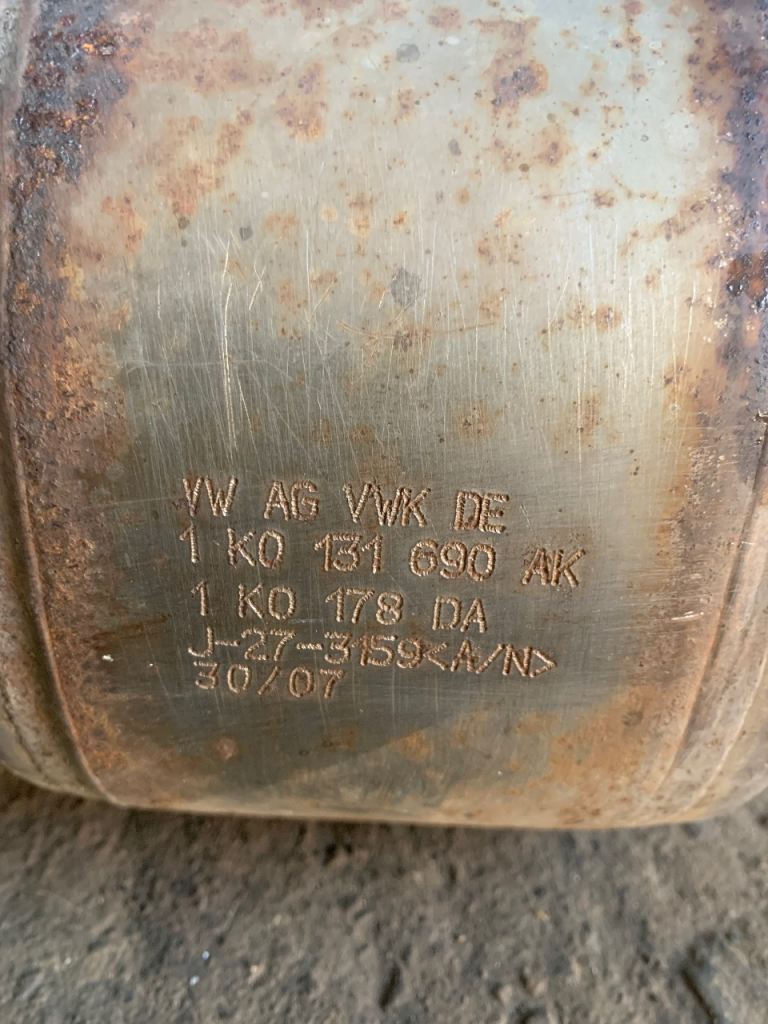 VW AG VWK DE
1 K0 131 690 AK
1 K0 178 DA
J-27-3159<A/N>
30/07